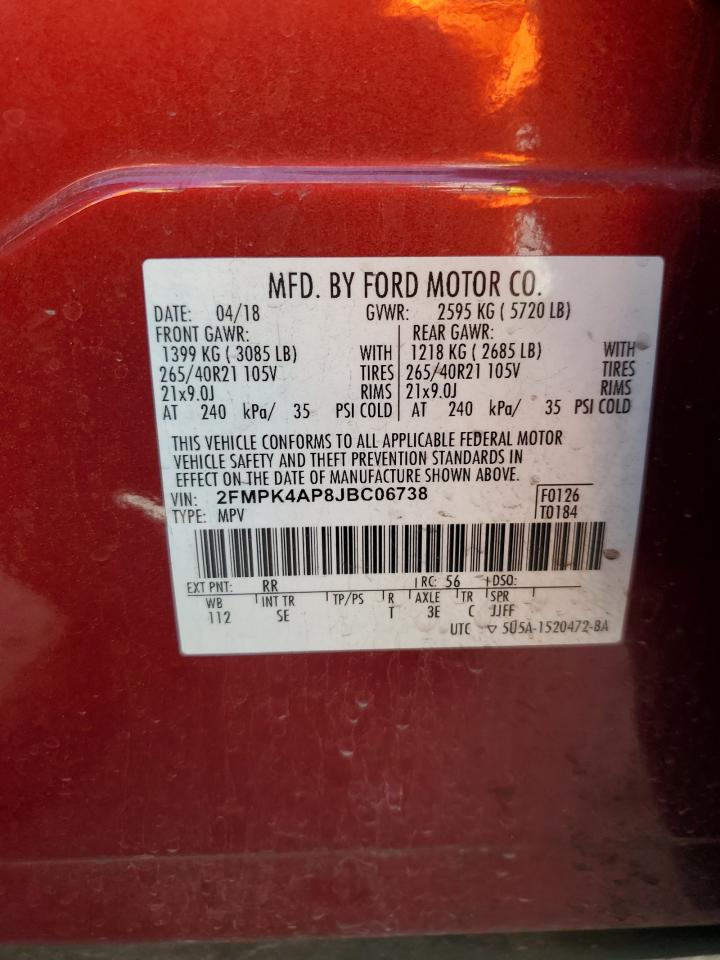 MFD. BY FORD MOTOR CO.
DATE: 04/18 GVWR: 2595 KG ( 5720 LB)
FRONT GAWR: REAR GAWR:
1399 KG ( 3085 LB) WITH 1218 KG ( 2685 LB) WITH
265/40R21 105V TIRES 265/40R21 105V TIRES
21x9.0J RIMS 21x9.0J RIMS
AT 240 kPa/ 35 PSI COLD AT 240 kPa/ 35 PSI COLD
THIS VEHICLE CONFORMS TO ALL APPLICABLE FEDERAL MOTOR
VEHICLE SAFETY AND THEFT PREVENTION STANDARDS IN
EFFECT ON THE DATE OF MANUFACTURE SHOWN ABOVE.
VIN: 2FMPK4AP8JBC06738 F0126
TYPE: MPV T0184
EXT PNT: RR RC: 56 DSO:
WB INT TR TP/PS R AXLE TR SPR
112 SE T 3E C JJFF
UTC ▽ 5U5A-1520472-BA